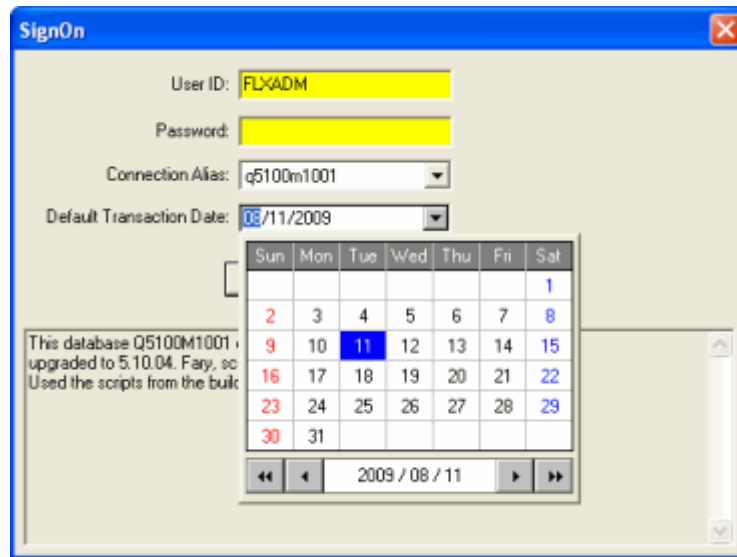 SignOn
User ID: FLXADM
Password:
Connection Alias: q5100m1001
Default Transaction Date: 08/11/2009
Sun Mon Tue Wed Thu Fri Sat
1
2 3 4 5 6 7 8
9 10 11 12 13 14 15
16 17 18 19 20 21 22
23 24 25 26 27 28 29
30 31
2009 / 08 / 11
This database Q5100M1001
upgraded to 5.10.04. Fary, sc
Used the scripts from the buil